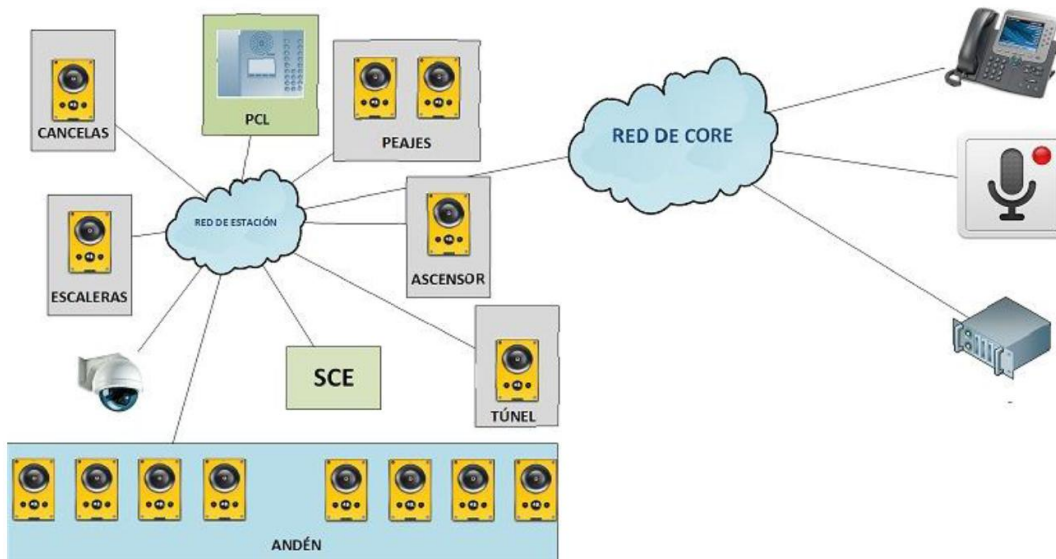 CANCELAS
PCL
PEAJES
RED DE CORE
RED DE ESTACIÓN
ESCALERAS
ASCENSOR
SCE
TÚNEL
ANDÉN